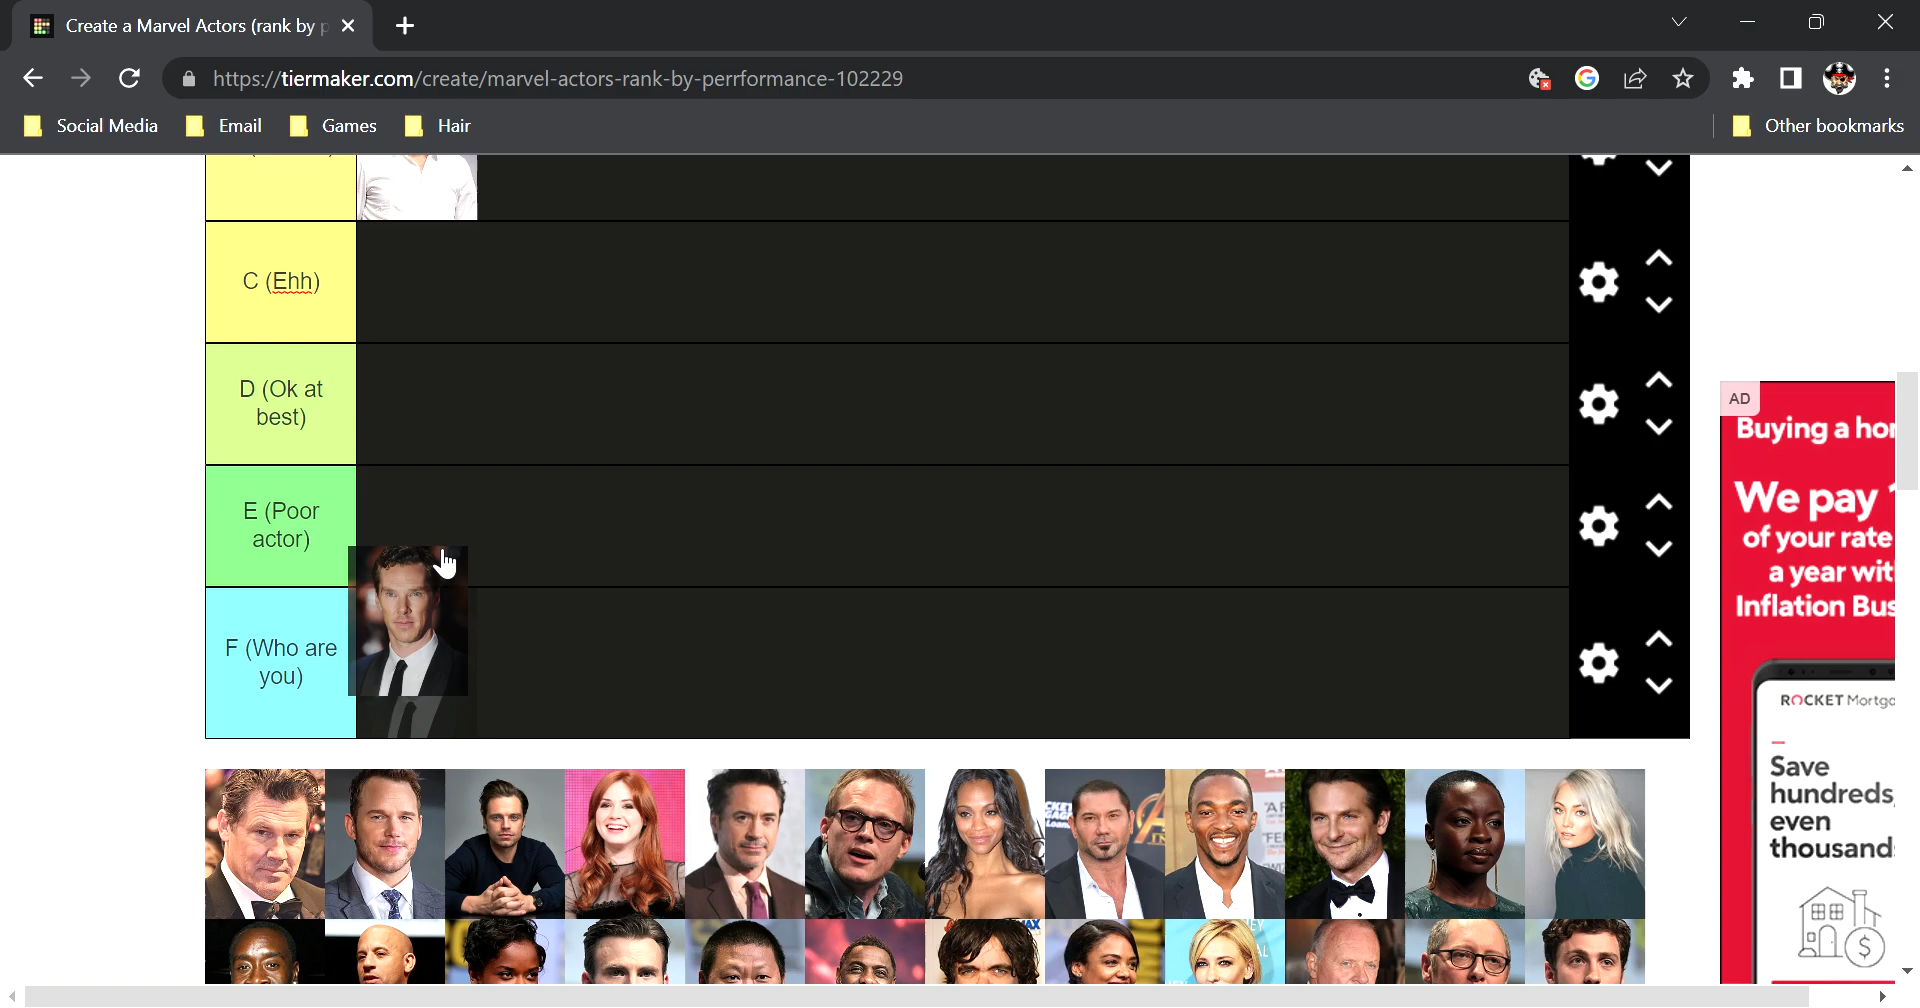 Create a Marvel Actors (rank by p
https://tiermaker.com/create/marvel-actors-rank-by-perrformance-102229
Social Media
Email
Games
Hair
Other bookmarks
C (Ehh)
D (Ok at
best)
E (Poor
actor)
F (Who are
you)
AD
Buying a hor
We pay
of your rate
a year wit
Inflation Bus
ROCKET Mortga
Save
hundreds,
even
thousand